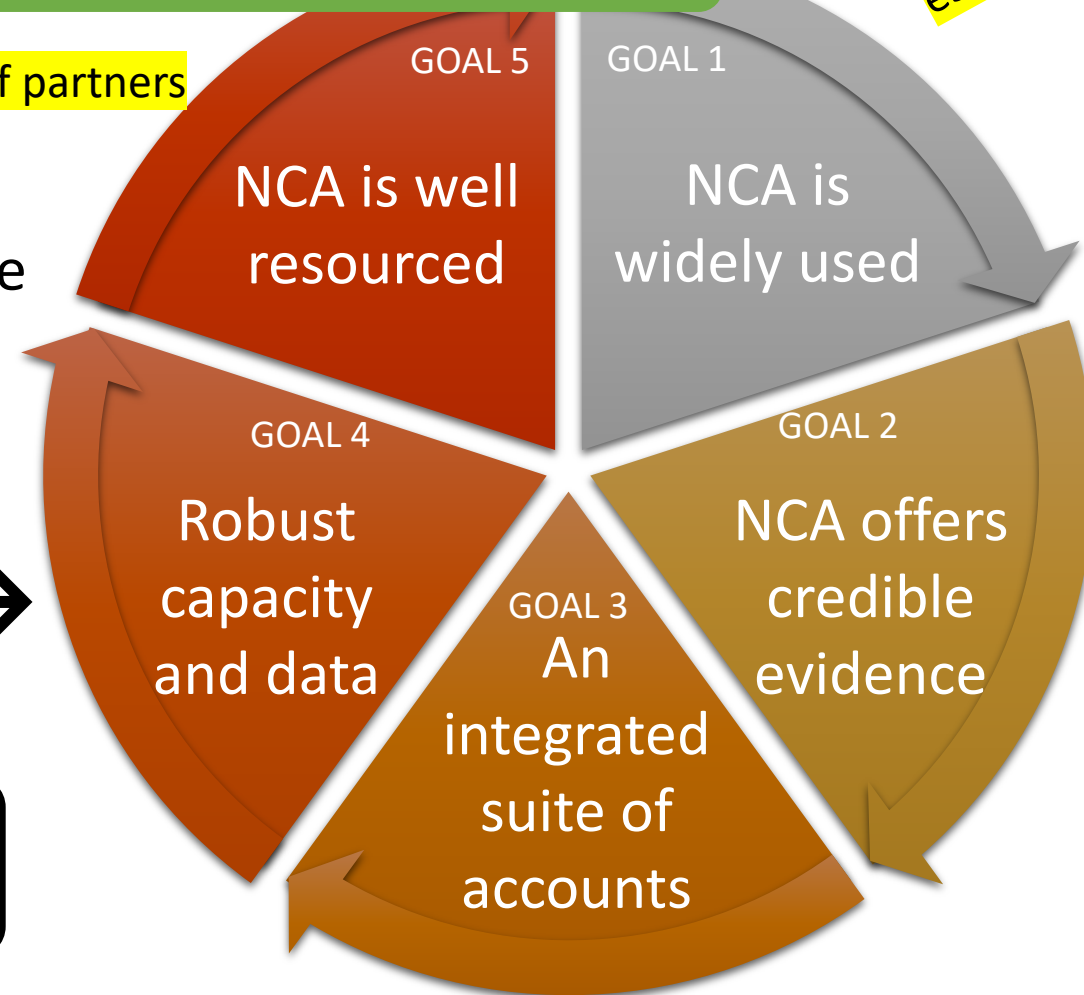 f partners
e
GOAL 5
NCA is well
resourced
GOAL 1
NCA is
widely used
GOAL 2
NCA offers
credible
evidence
GOAL 3
An
integrated
suite of
accounts
GOAL 4
Robust
capacity
and data